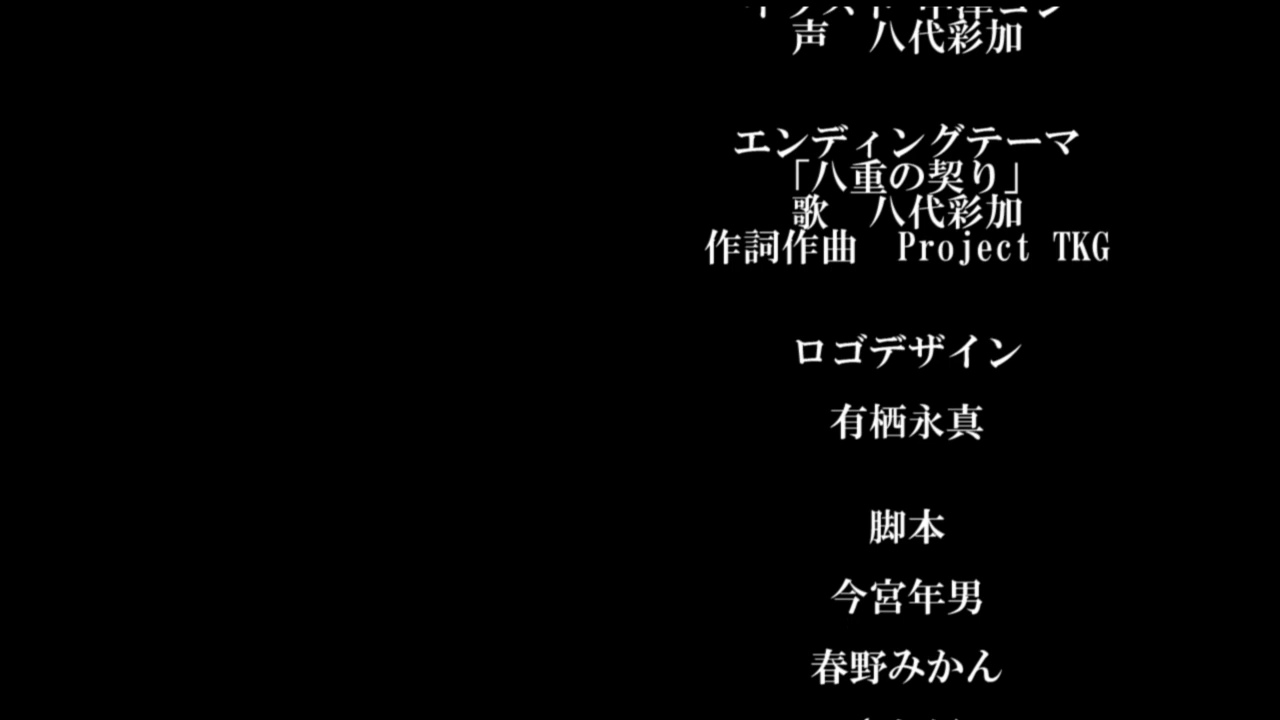 声　八代彩加
エンディングテーマ
「八重の契り」
歌　八代彩加
作詞作曲　Project TKG
ロゴデザイン
有栖永真
脚本
今宮年男
春野みかん